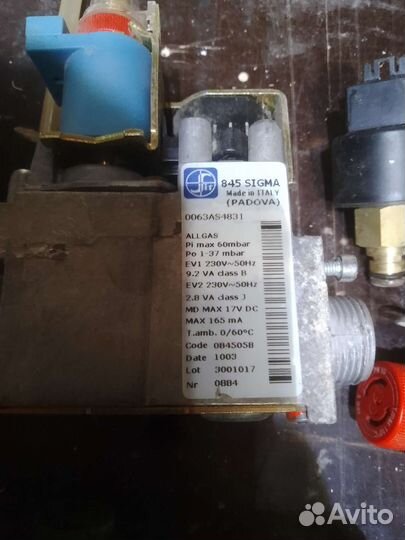 SIT
845 SIGMA
Made in ITALY
(PADOVA)
0063AS4831
ALLGAS
Pi max 60mbar
Po 1-37 mbar
EV1 230V~50Hz
9.2 VA class B
EV2 230V~50Hz
2.8 VA class J
MD MAX 17V DC
MAX 165 mA
T.amb. 0/60°C
Code 0845058
Date 1003
Lot 3001017
Nr 0884
Avito